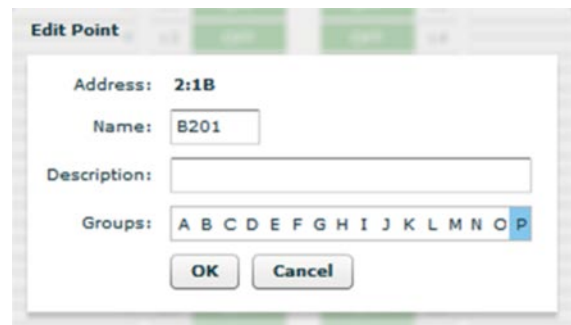 Edit Point
Address: 2:1B
Name: B201
Description:
Groups: A B C D E F G H I J K L M N O P
OK Cancel